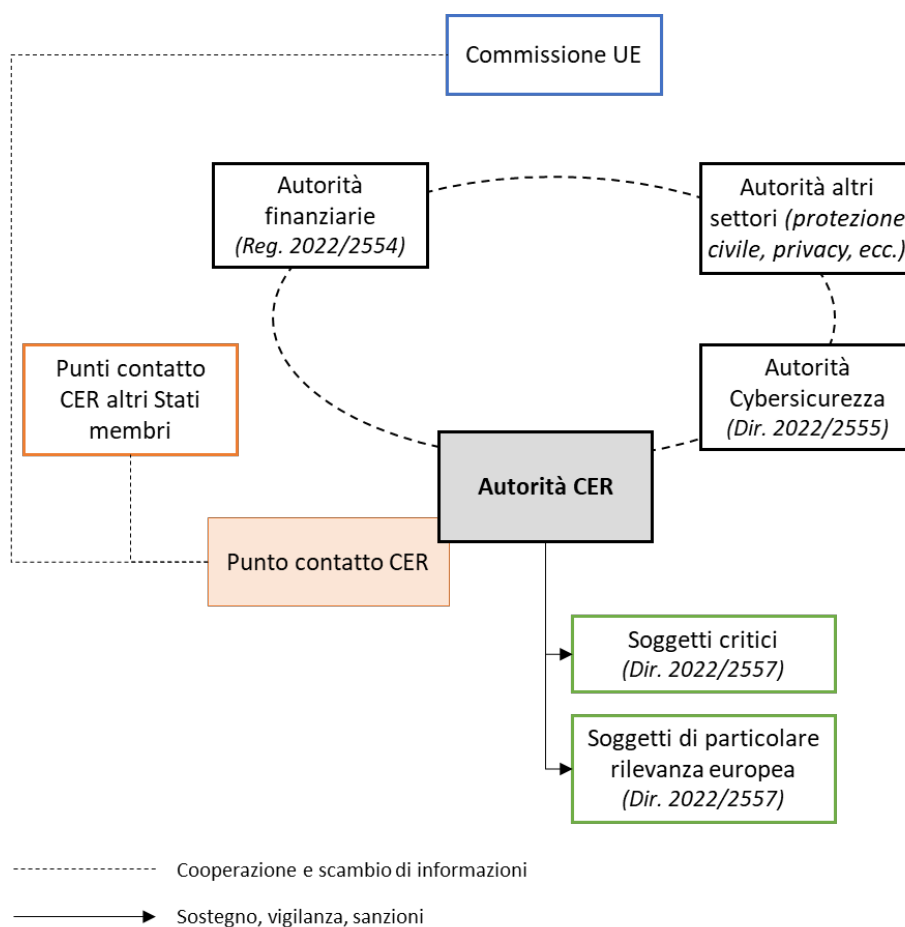 Commissione UE
Autorità
finanziarie
(Reg. 2022/2554)
Autorità altri
settori (protezione
civile, privacy, ecc.)
Punti contatto
CER altri Stati
membri
Autorità
Cybersicurezza
(Dir. 2022/2555)
Autorità CER
Punto contatto CER
Soggetti critici
(Dir. 2022/2557)
Soggetti di particolare
rilevanza europea
(Dir. 2022/2557)
Cooperazione e scambio di informazioni
Sostegno, vigilanza, sanzioni